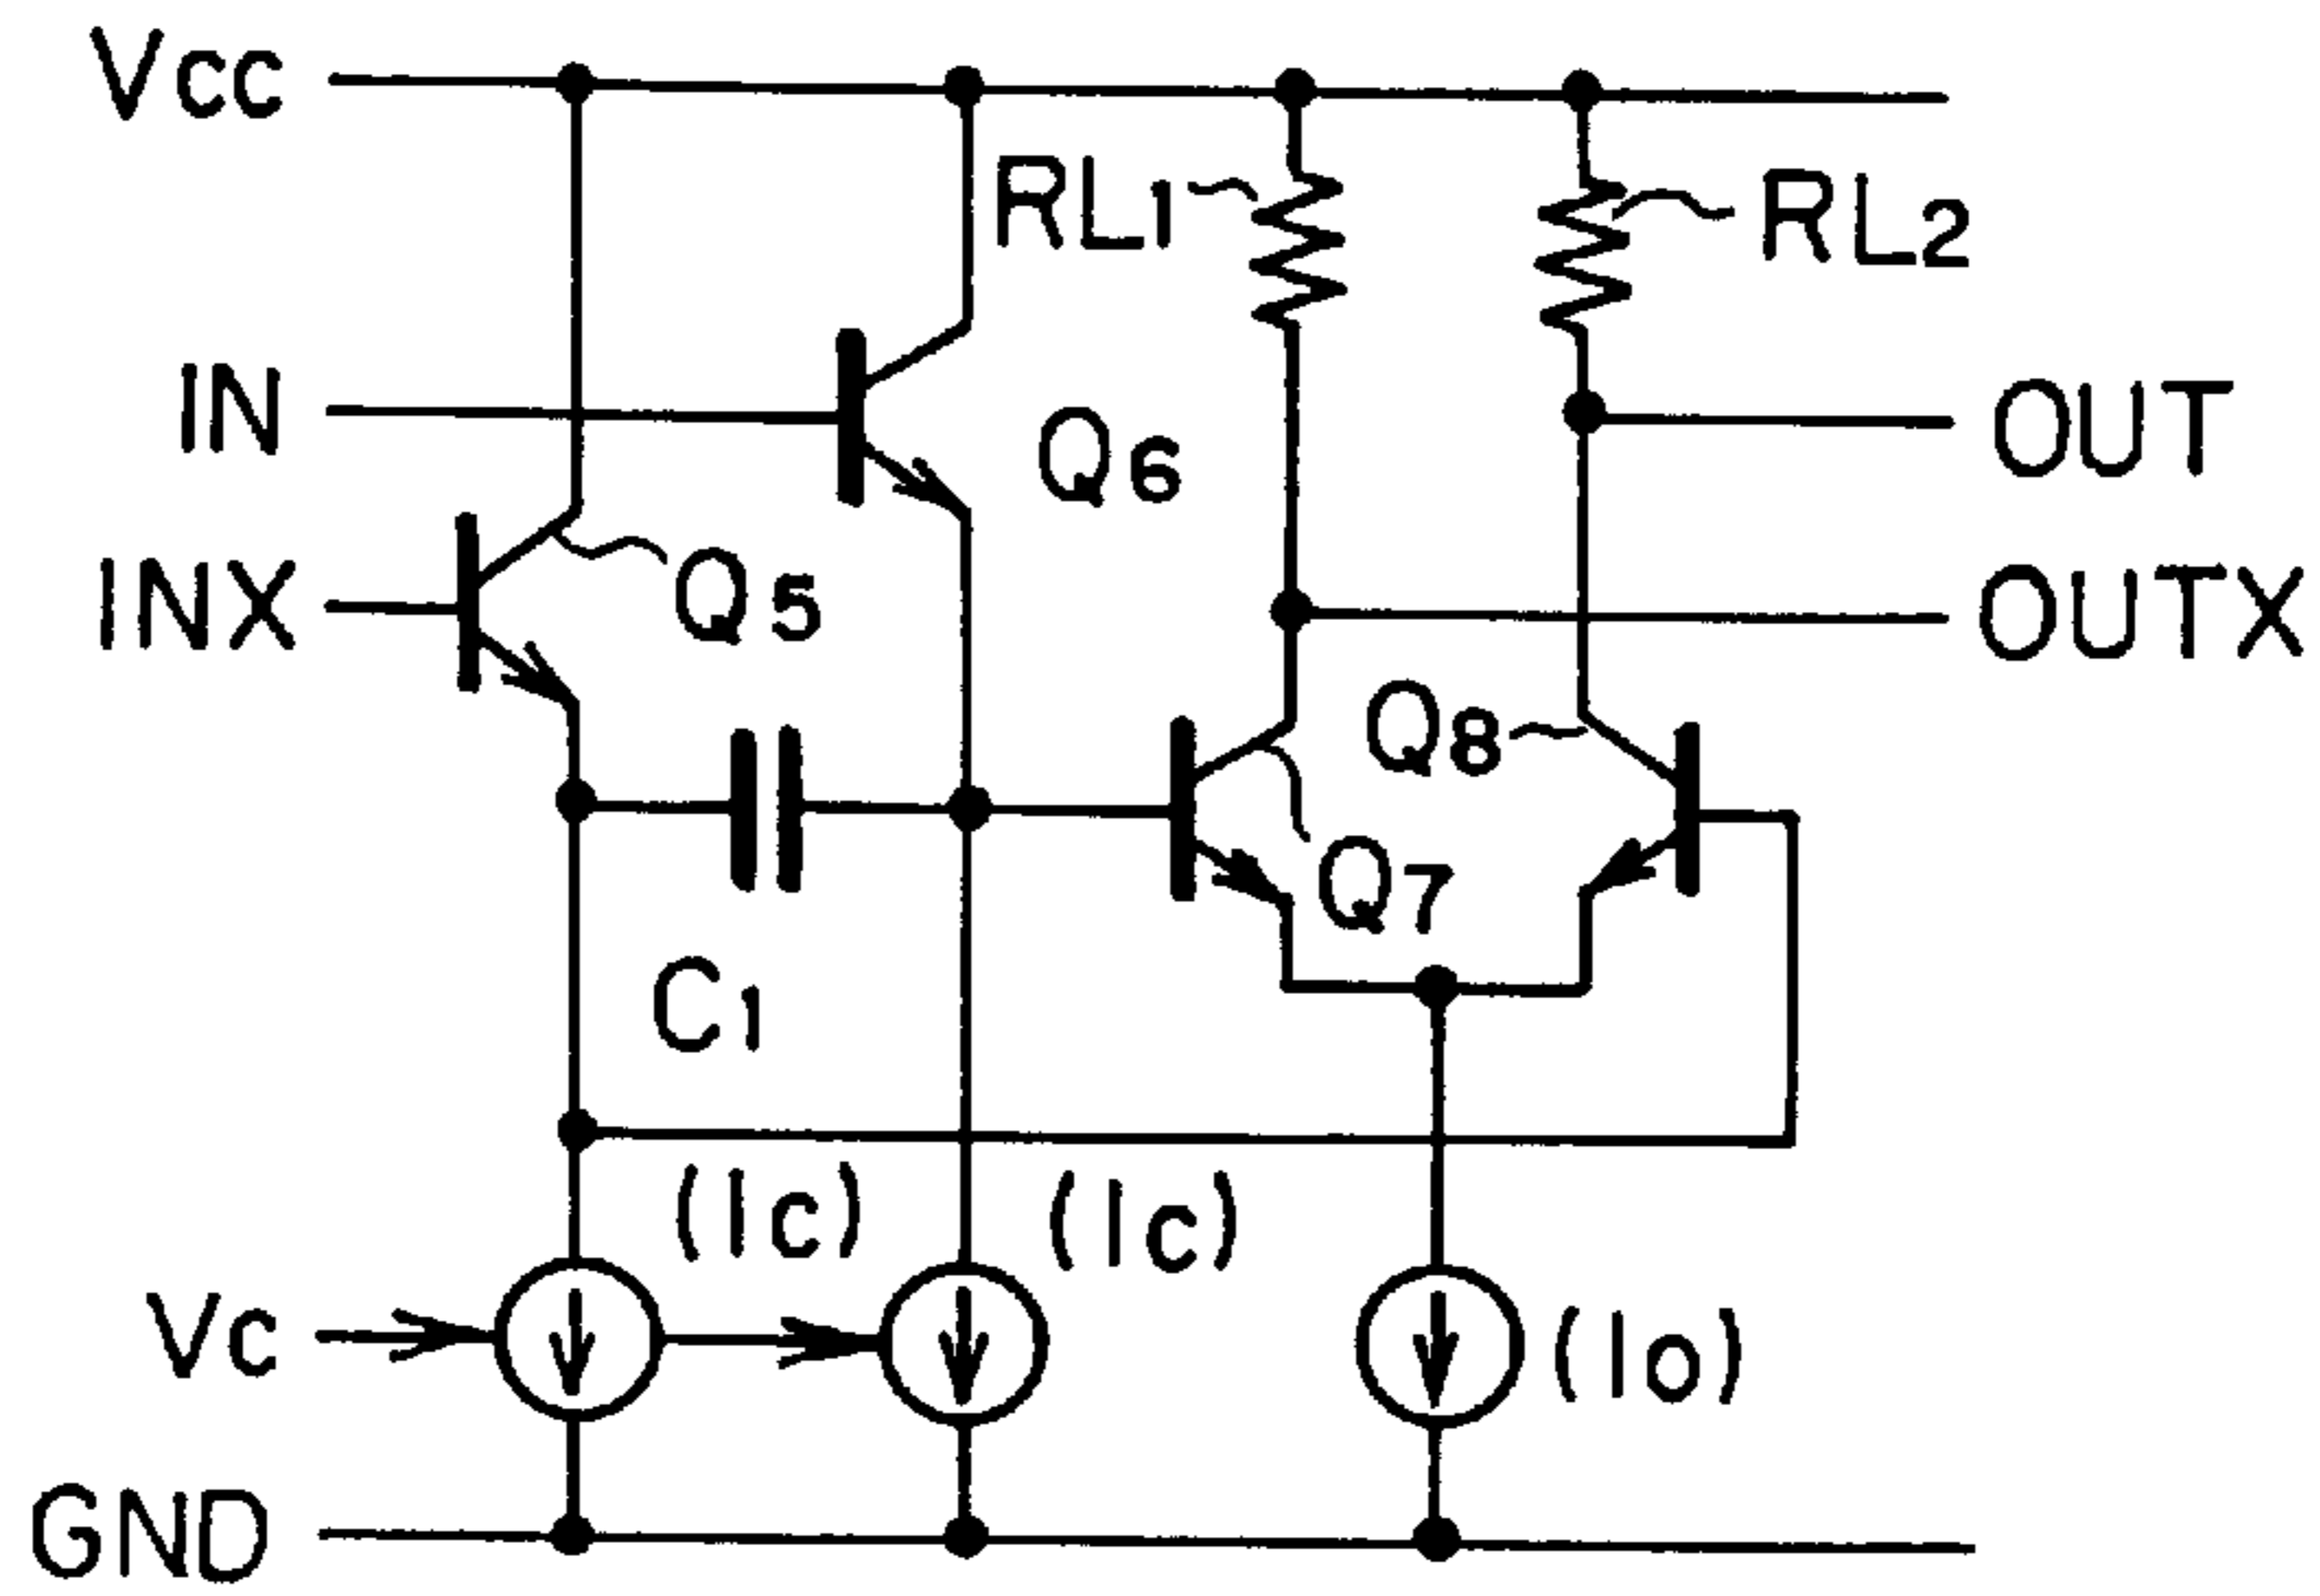 Vcc
RL1
RL2
IN
Q6
OUT
INX
Q5
OUTX
Q8
Q7
C1
(Ic)
(Ic)
Vc
(Io)
GND